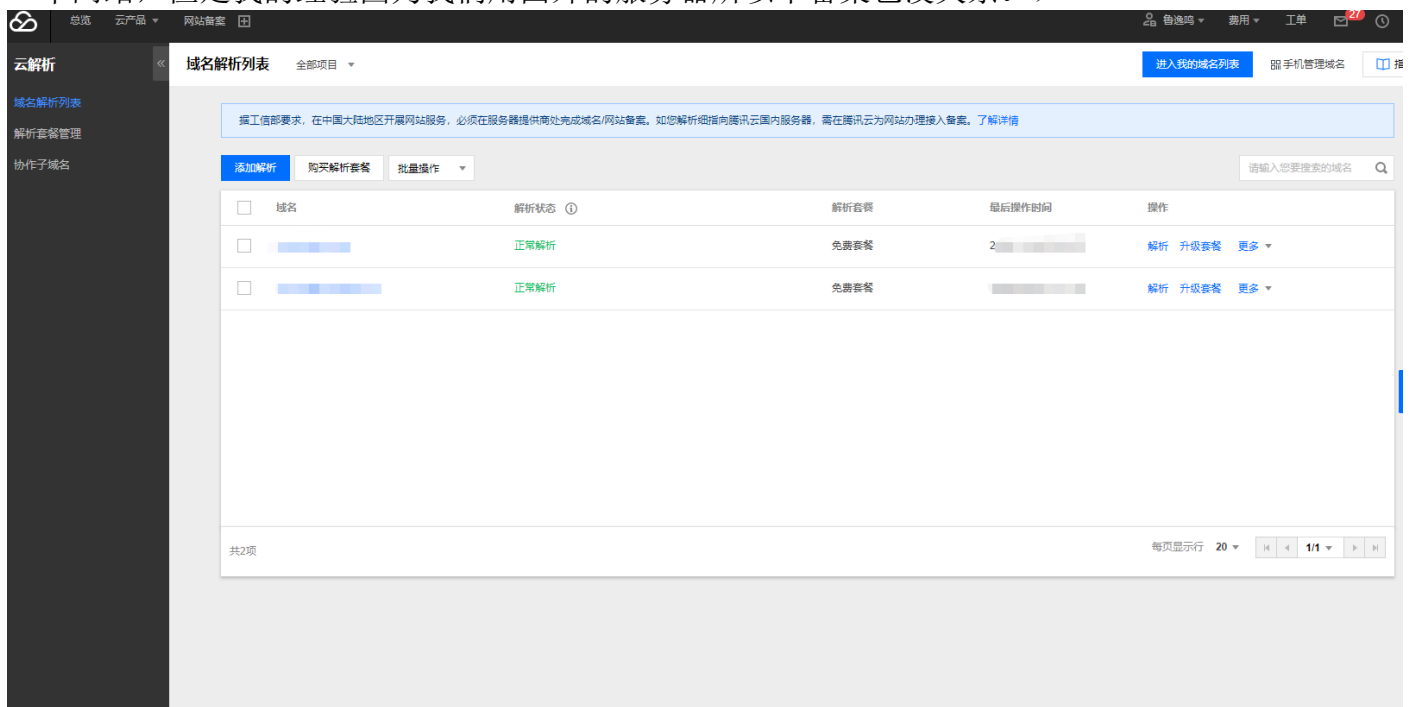 总览 云产品 网站备案 鲁逸鸣 费用 工单 27
云解析
域名解析列表
解析套餐管理
协作子域名
域名解析列表 全部项目 进入我的域名列表 手机管理域名
据工信部要求，在中国大陆地区开展网站服务，必须在服务器提供商处完成域名/网站备案。如您解析细指向腾讯云国内服务器，需在腾讯云为网站办理接入备案。了解详情
添加解析 购买解析套餐 批量操作 请输入您要搜索的域名
域名 解析状态 解析套餐 最后操作时间 操作
正常解析 免费套餐 2 解析 升级套餐 更多
正常解析 免费套餐 解析 升级套餐 更多
共2项 每页显示行 20 1/1